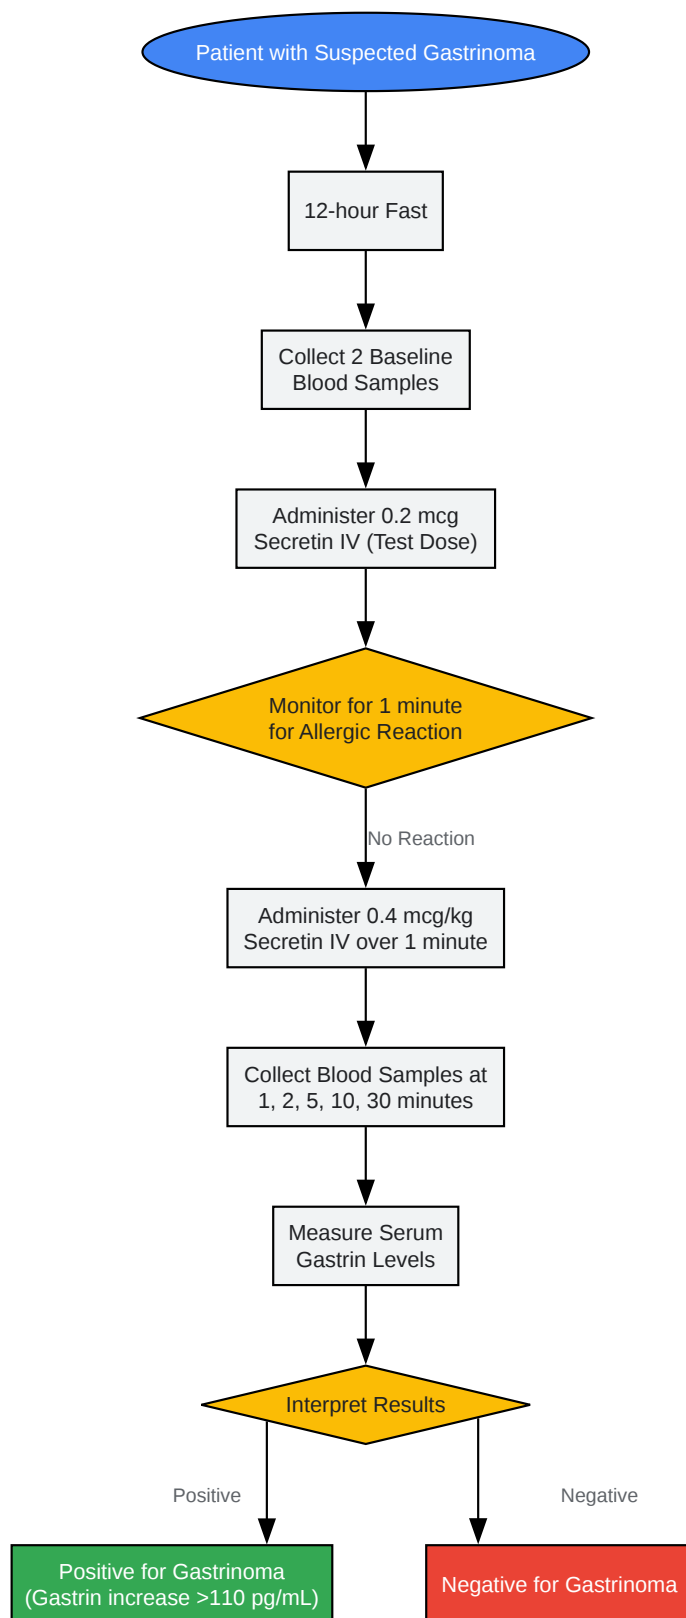 Patient with Suspected Gastrinoma
12-hour Fast
Collect 2 Baseline
Blood Samples
Administer 0.2 mcg
Secretin IV (Test Dose)
Monitor for 1 minute
for Allergic Reaction
No Reaction
Administer 0.4 mcg/kg
Secretin IV over 1 minute
Collect Blood Samples at
1, 2, 5, 10, 30 minutes
Measure Serum
Gastrin Levels
Interpret Results
Positive
Negative
Positive for Gastrinoma
(Gastrin increase >110 pg/mL)
Negative for Gastrinoma